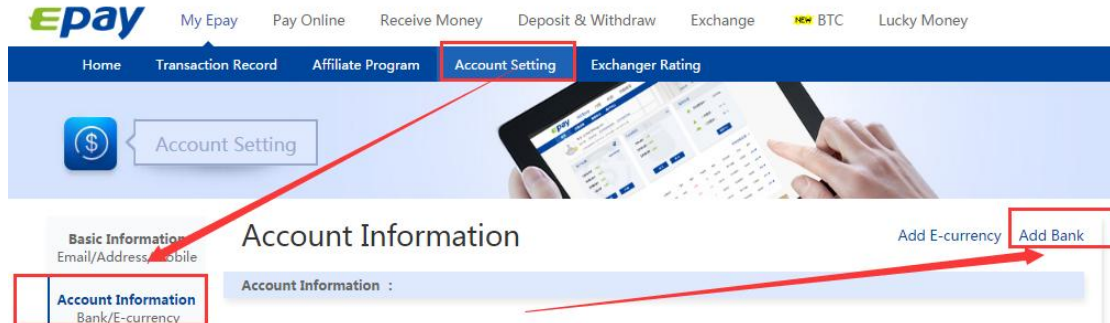 epay
My Epay Pay Online Receive Money Deposit & Withdraw Exchange NEW BTC Lucky Money
Home Transaction Record Affiliate Program Account Setting Exchanger Rating
Account Setting
epay
Basic Information
Email/Address/Mobile
Account Information Add E-currency Add Bank
Account Information :
Account Information
Bank/E-currency